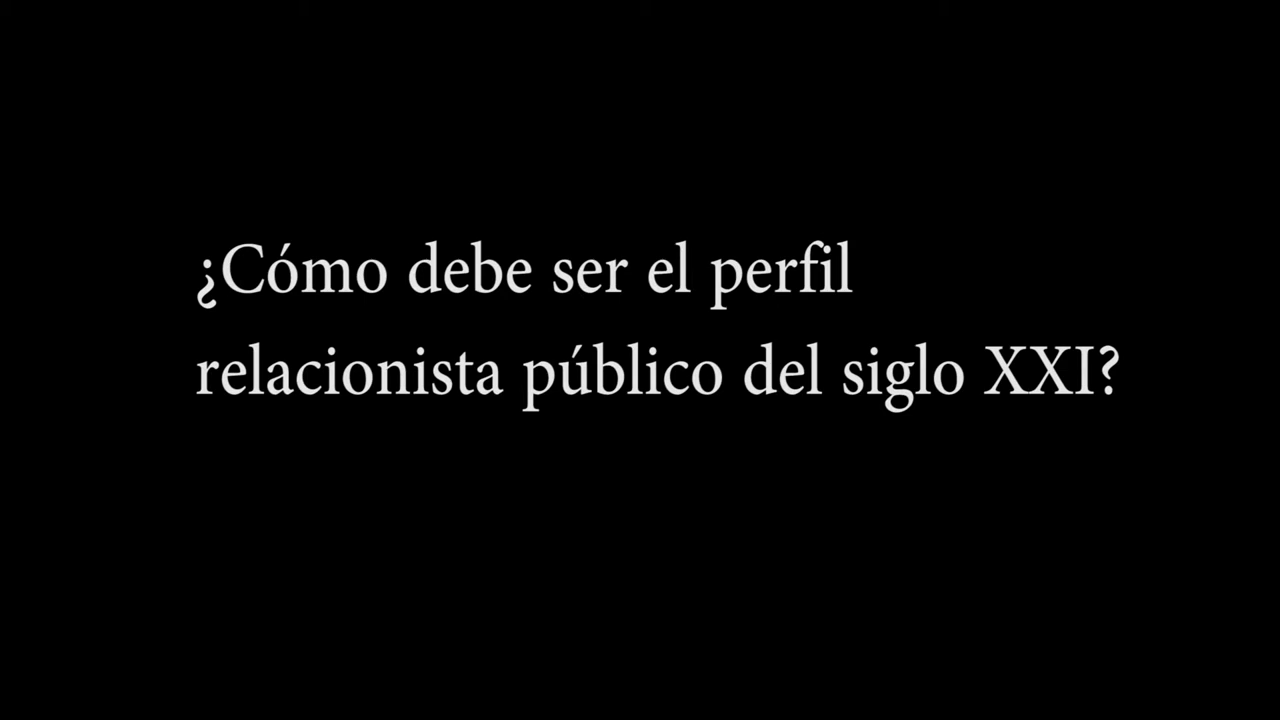 ¿Cómo debe ser el perfil
relacionista público del siglo XXI?